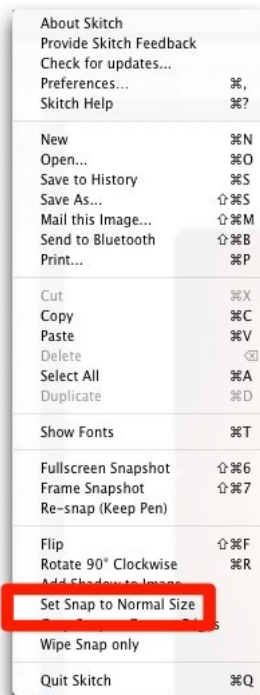 About Skitch
Provide Skitch Feedback
Check for updates...
Preferences... ⌘,
Skitch Help ⌘?
New ⌘N
Open... ⌘O
Save to History ⌘S
Save As... ⇧⌘S
Mail this Image... ⇧⌘M
Send to Bluetooth ⇧⌘B
Print... ⌘P
Cut ⌘X
Copy ⌘C
Paste ⌘V
Delete ⌫
Select All ⌘A
Duplicate ⌘D
Show Fonts ⌘T
Fullscreen Snapshot ⇧⌘6
Frame Snapshot ⇧⌘7
Re-snap (Keep Pen)
Flip ⇧⌘F
Rotate 90° Clockwise ⌘R
Add Shadow to Image
Set Snap to Normal Size
Wipe Snap only
Quit Skitch ⌘Q